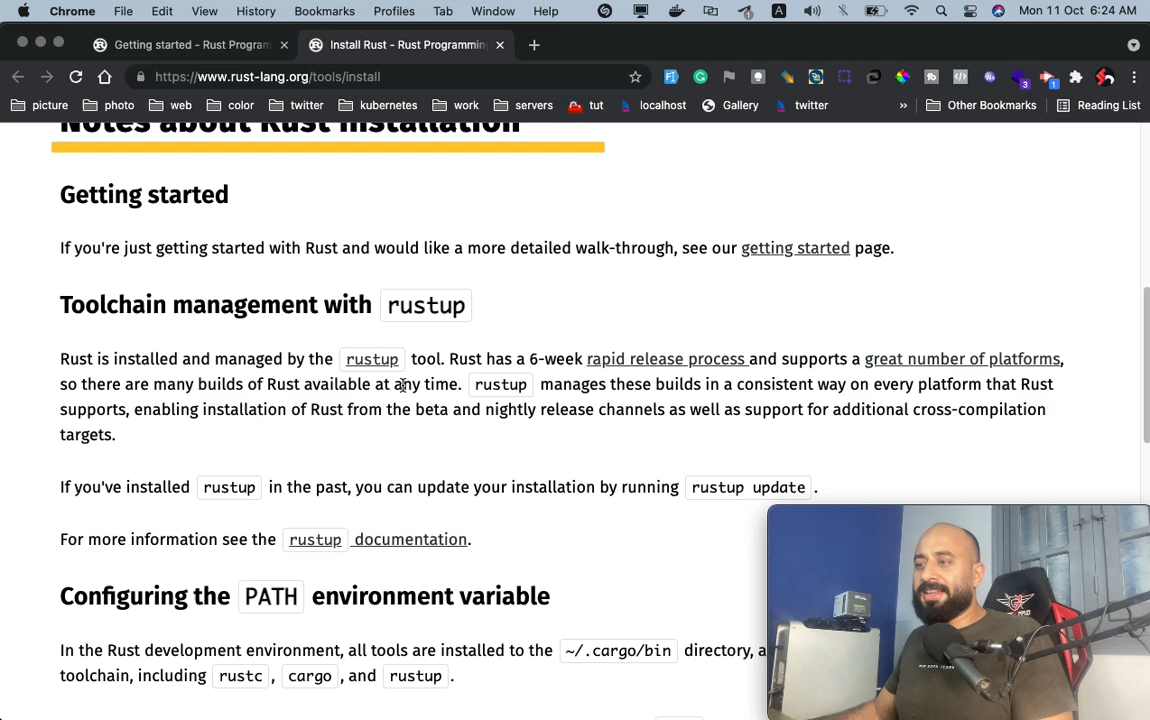 Chrome File Edit View History Bookmarks Profiles Tab Window Help A Mon 11 Oct 6:24 AM
Getting started - Rust Program Install Rust - Rust Programming
https://www.rust-lang.org/tools/install
picture photo web color twitter kubernetes work servers tut localhost Gallery twitter » Other Bookmarks Reading List
Notes about Rust installation
Getting started
If you're just getting started with Rust and would like a more detailed walk-through, see our getting started page.
Toolchain management with rustup
Rust is installed and managed by the rustup tool. Rust has a 6-week rapid release process and supports a great number of platforms,
so there are many builds of Rust available at any time. rustup manages these builds in a consistent way on every platform that Rust
supports, enabling installation of Rust from the beta and nightly release channels as well as support for additional cross-compilation
targets.
If you've installed rustup in the past, you can update your installation by running rustup update.
For more information see the rustup documentation.
Configuring the PATH environment variable
In the Rust development environment, all tools are installed to the ~/.cargo/bin directory, a
toolchain, including rustc, cargo, and rustup.